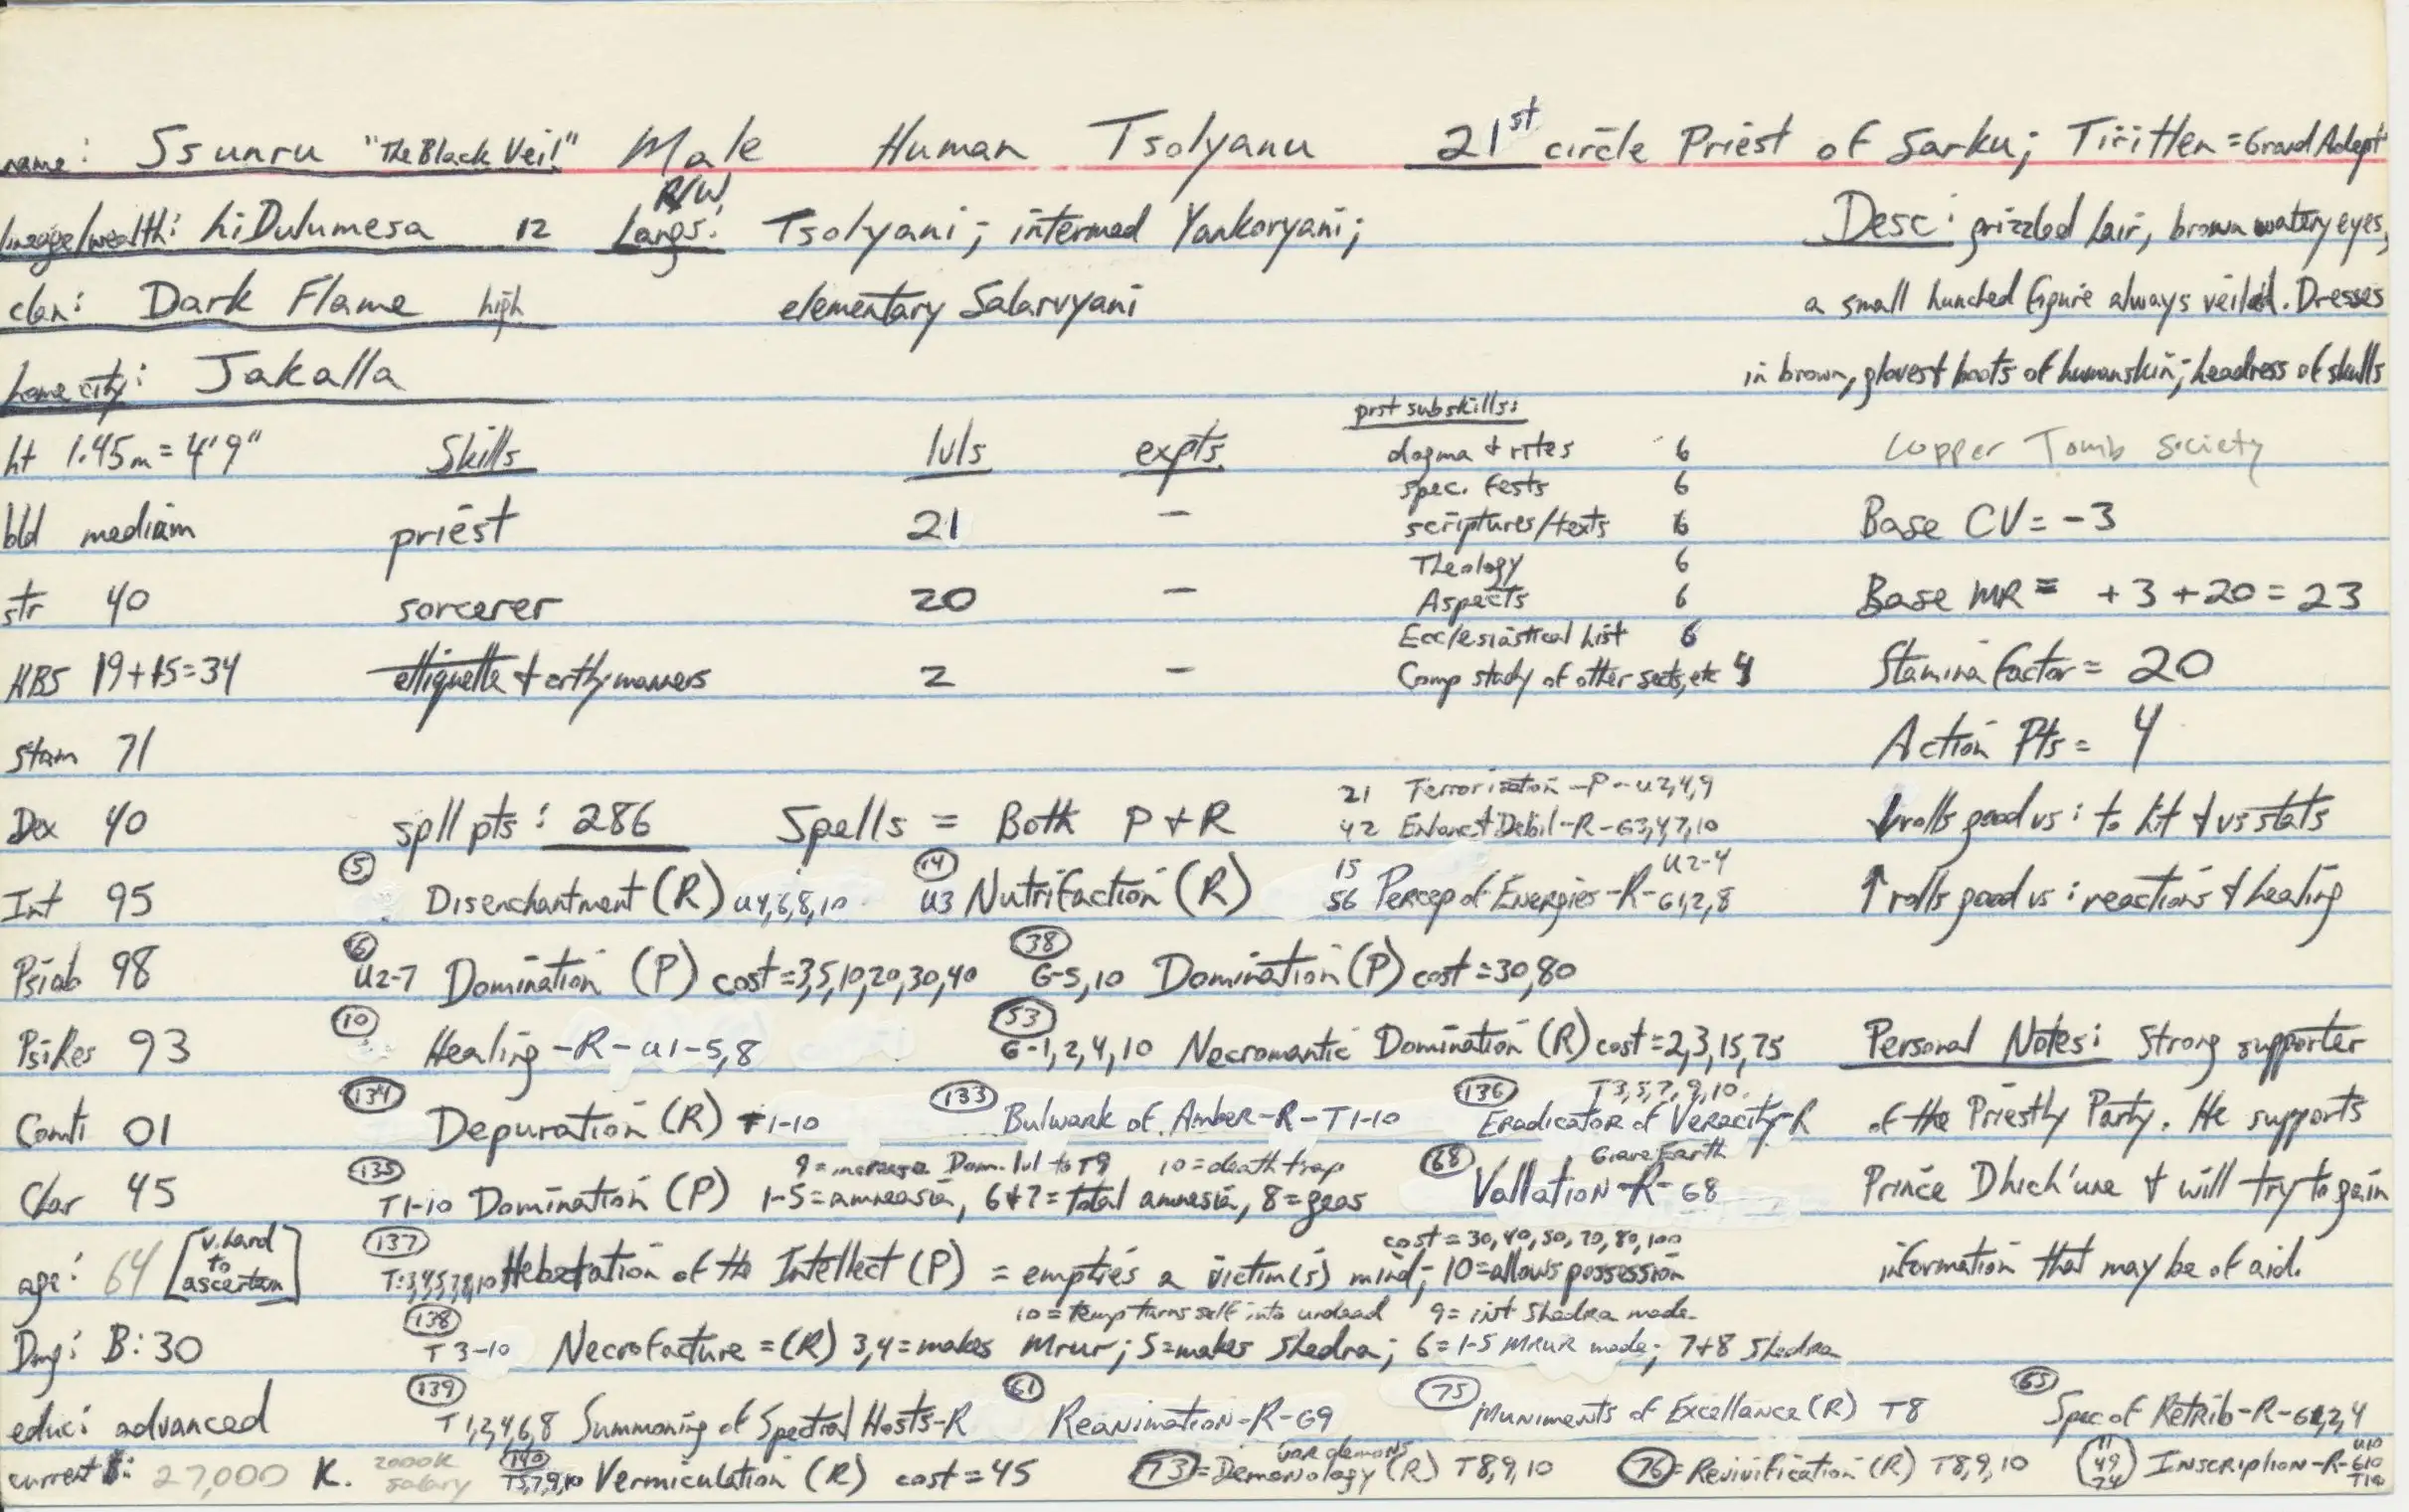 name: Ssunru "The Black Veil" Male Human Tsolyanu 21st circle Priest of Sarku; Tiritlen = Grand Adept
lineage/wealth: hiDulumesa 12 R/W Langs: Tsolyani; intermed Yankoryani; Desc: grizzled hair, brown watery eyes,
clan: Dark Flame high elementary Salarvyani a small hunched figure always veiled. Dresses
home city: Jakalla in brown, gloves + boots of humanskin; headress of skulls
prst subskills:
ht 1.45m = 4'9" Skills lvls expts dogma + rites 6 Copper Tomb Society
spec. fests 6
bld medium priest 21 – scriptures/texts 6 Base CV = -3
Theology 6
str 40 sorcerer 20 – Aspects 6 Base MR = +3 +20 = 23
Ecclesiastical hist 6
HBS 19+15=34 ettiquette + crthy.manners 2 – Comp study of other sects, etc 4 Stamina factor = 20
Stam 71 Action Pts = 4
21 Terrorization -P- U2,4,9
Dex 40 spll pts: 286 Spells = Both P + R 42 -R- G3,4,7,10 ↓rolls good vs: to hit + vs stats
5 14 15 U2-4
Int 95 Disenchantment (R) U4,6,8,10 U3 Nutrifaction (R) 56 Percep of Energies -R- G1,2,8 ↑rolls good vs: reactions + healing
6 38
Psiab 98 U2-7 Domination (P) cost=3,5,10,20,30,40 G-5,10 Domination (P) cost=30,80
10 53
PsiRes 93 Healing -R- U1-5,8 G-1,2,4,10 Necromantic Domination (R) cost=2,3,15,75 Personal Notes: Strong supporter
134 133 136 T3,5,7,9,10.
Comli 01 Depuration (R) T1-10 Bulwark of Amber -R- T1-10 Eradicator of Veracity-R of the Priestly Party. He supports
135 9= increase Dom. lvl to T9 10=death trap 68 Grave Earth
Char 45 T1-10 Domination (P) 1-5=amneasia, 6+7=total amnesia, 8=geas Vallation -R- G8 Prince Dhich'une + will try to gain
137 cost=30,40,50,70,80,100
age: 64 [v.hard to ascertain] Hebetation of the Intellect (P) = empties a victim(s) mind; 10=allows possession information that may be of aid.
138 10=temp turns self into undead 9= int Shedra made.
Dmg: B:30 T 3-10 Necrofacture = (R) 3,4=makes Mrur; 5=makes Shedra; 6=1-5 Mrur made; 7+8 Shedra
139 61 75 65
educ: advanced T1,2,4,6,8 Summoning of Spectral Hosts-R Reanimation-R-G9 Muniments of Excellance (R) T8 Spec of Retrib-R-G1,2,4
current $: 27,000 K. 2000K salary 140 T5,7,9,10 Vermiculation (R) cost=45 73=Demonology (R) T8,9,10 var demons 76=Revivification (R) T8,9,10 11 49 74 Inscription-R- U10 G10 T10